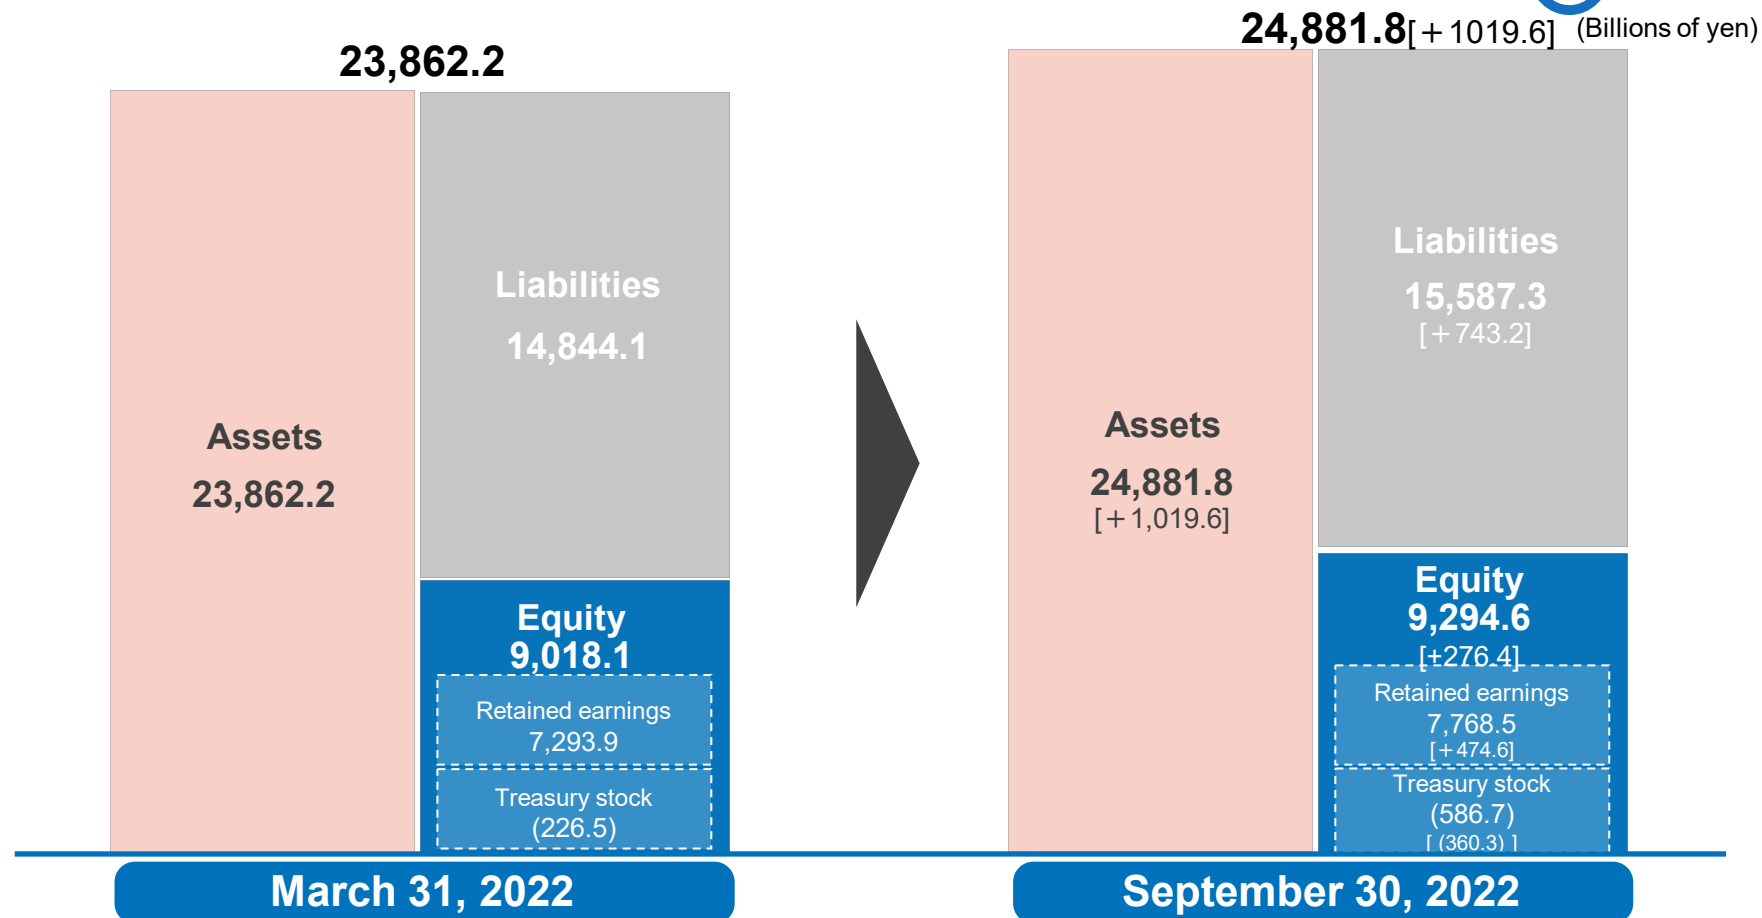 24,881.8[+1019.6] (Billions of yen)
23,862.2
Assets
23,862.2
Liabilities
14,844.1
Equity
9,018.1
Retained earnings
7,293.9
Treasury stock
(226.5)
March 31, 2022
Assets
24,881.8
[+1,019.6]
Liabilities
15,587.3
[+743.2]
Equity
9,294.6
[+276.4]
Retained earnings
7,768.5
[+474.6]
Treasury stock
(586.7)
[ (360.3) ]
September 30, 2022